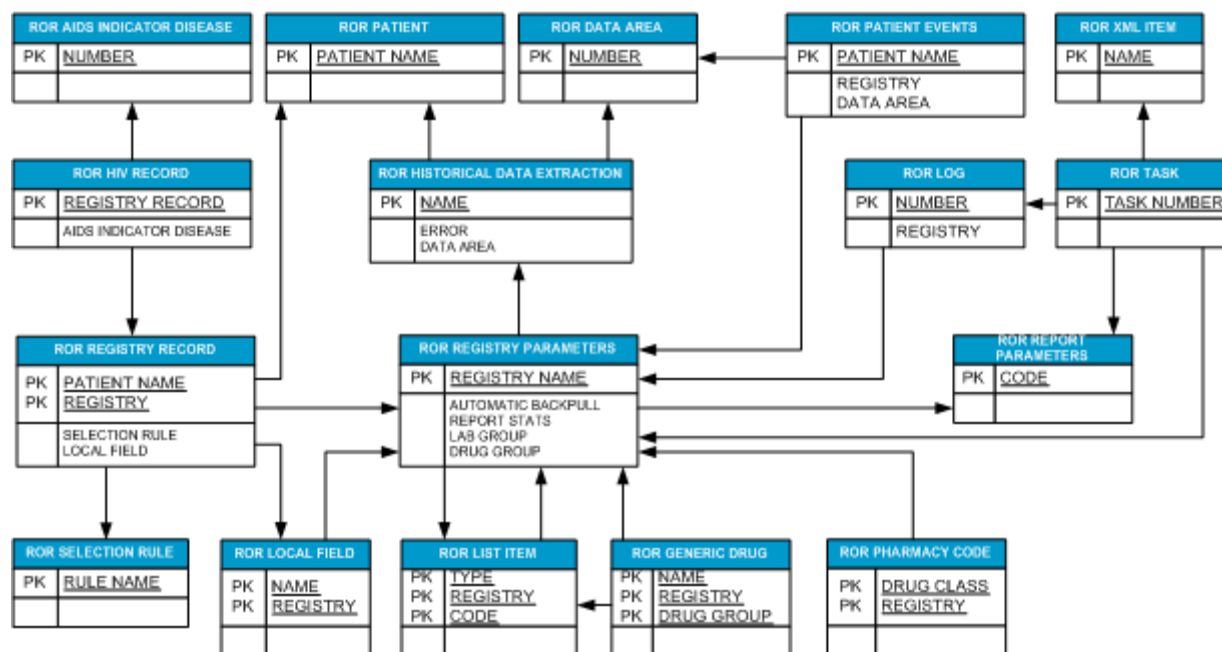 ROR AIDS INDICATOR DISEASE
PK NUMBER
ROR PATIENT
PK PATIENT NAME
ROR DATA AREA
PK NUMBER
ROR PATIENT EVENTS
PK PATIENT NAME
REGISTRY
DATA AREA
ROR XML ITEM
PK NAME
ROR HIV RECORD
PK REGISTRY RECORD
AIDS INDICATOR DISEASE
ROR HISTORICAL DATA EXTRACTION
PK NAME
ERROR
DATA AREA
ROR LOG
PK NUMBER
REGISTRY
ROR TASK
PK TASK NUMBER
ROR REGISTRY RECORD
PK PATIENT NAME
PK REGISTRY
SELECTION RULE
LOCAL FIELD
ROR REGISTRY PARAMETERS
PK REGISTRY NAME
AUTOMATIC BACKPULL
REPORT STATS
LAB GROUP
DRUG GROUP
ROR REPORT
PARAMETERS
PK CODE
ROR SELECTION RULE
PK RULE NAME
ROR LOCAL FIELD
PK NAME
PK REGISTRY
ROR LIST ITEM
PK TYPE
PK REGISTRY
PK CODE
ROR GENERIC DRUG
PK NAME
PK REGISTRY
PK DRUG GROUP
ROR PHARMACY CODE
PK DRUG CLASS
PK REGISTRY